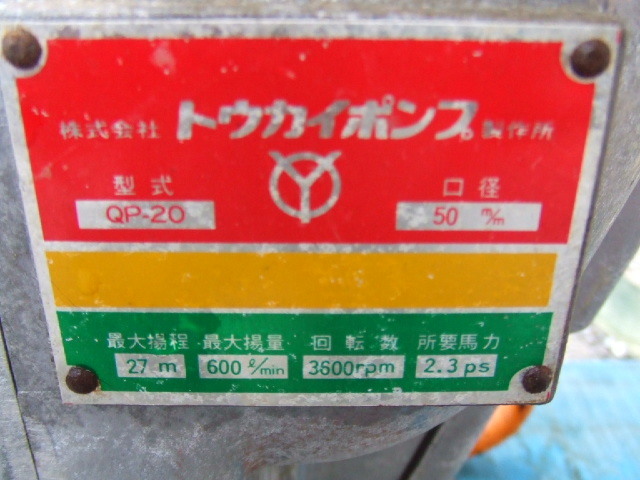 株式会社 トウカイポンプ製作所
型式 口径
QP-20 50 m/m
最大揚程 最大揚量 回転数 所要馬力
27 m 600 ℓ/min 3600rpm 2.3 ps